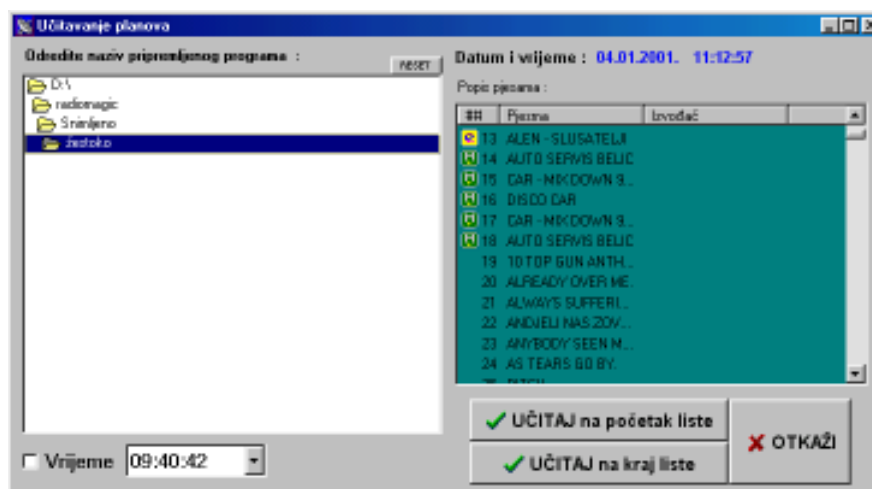 Učitavanje planova
Odredite naziv pripremljenog programa :
RESET
D:\
radiomagic
Snimljeno
žestoko
Vrijeme 09:40:42
Datum i vrijeme : 04.01.2001. 11:12:57
Popis pjesama :
## Pjesma Izvođač
13 ALEN - SLUSATELJI
14 AUTO SERVIS BELIC
15 CAR - MIXDOWN 9...
16 DISCO CAR
17 CAR - MIXDOWN 9...
18 AUTO SERVIS BELIC
19 10 TOP GUN ANTH...
20 ALREADY OVER ME.
21 ALWAYS SUFFERI...
22 ANDJELI NAS ZOV...
23 ANYBODY SEEN M...
24 AS TEARS GO BY.
UČITAJ na početak liste
UČITAJ na kraj liste
OTKAŽI